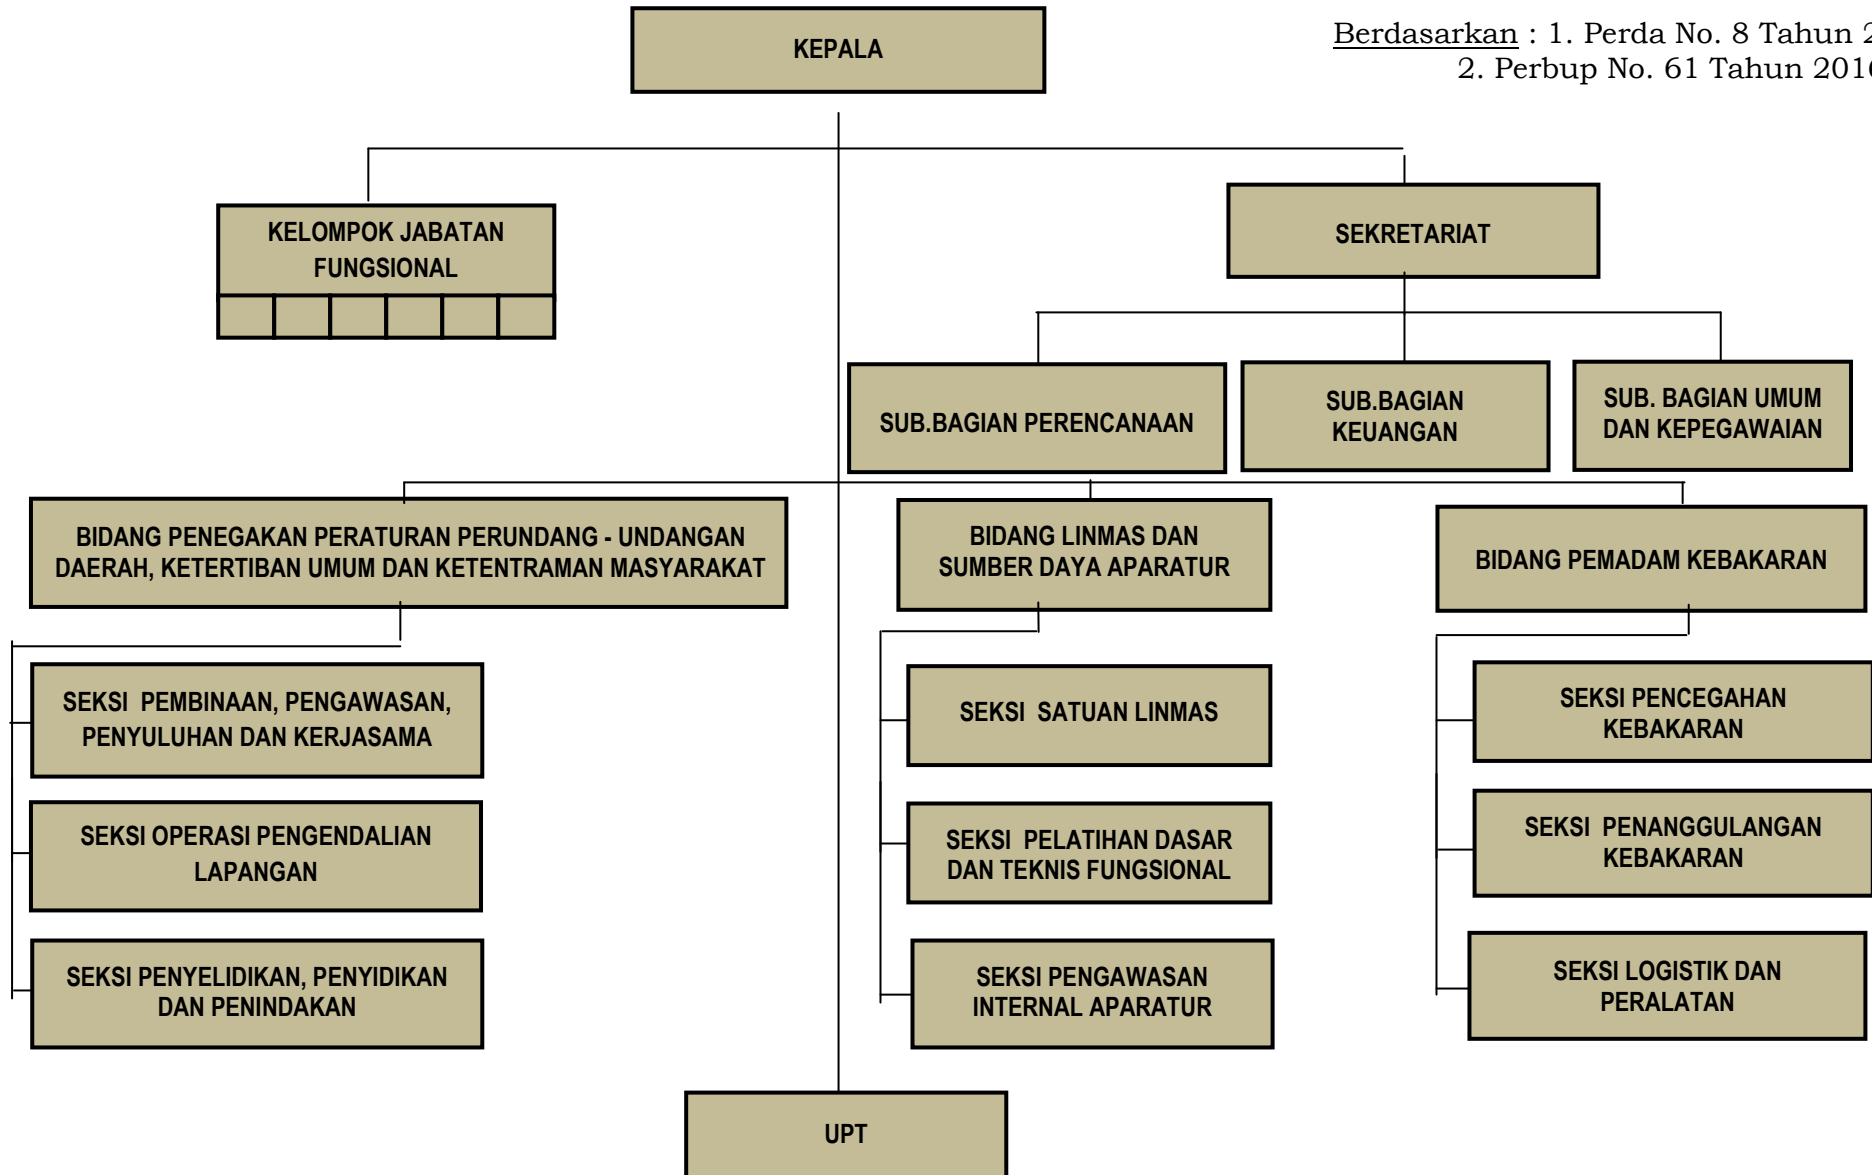 KEPALA
Berdasarkan : 1. Perda No. 8 Tahun 2
2. Perbup No. 61 Tahun 2016
KELOMPOK JABATAN
FUNGSIONAL
SEKRETARIAT
SUB.BAGIAN PERENCANAAN
SUB.BAGIAN
KEUANGAN
SUB. BAGIAN UMUM
DAN KEPEGAWAIAN
BIDANG PENEGAKAN PERATURAN PERUNDANG - UNDANGAN
DAERAH, KETERTIBAN UMUM DAN KETENTRAMAN MASYARAKAT
BIDANG LINMAS DAN
SUMBER DAYA APARATUR
BIDANG PEMADAM KEBAKARAN
SEKSI  PEMBINAAN, PENGAWASAN,
PENYULUHAN DAN KERJASAMA
SEKSI  SATUAN LINMAS
SEKSI PENCEGAHAN
KEBAKARAN
SEKSI OPERASI PENGENDALIAN
LAPANGAN
SEKSI  PELATIHAN DASAR
DAN TEKNIS FUNGSIONAL
SEKSI  PENANGGULANGAN
KEBAKARAN
SEKSI PENYELIDIKAN, PENYIDIKAN
DAN PENINDAKAN
SEKSI PENGAWASAN
INTERNAL APARATUR
SEKSI LOGISTIK DAN
PERALATAN
UPT